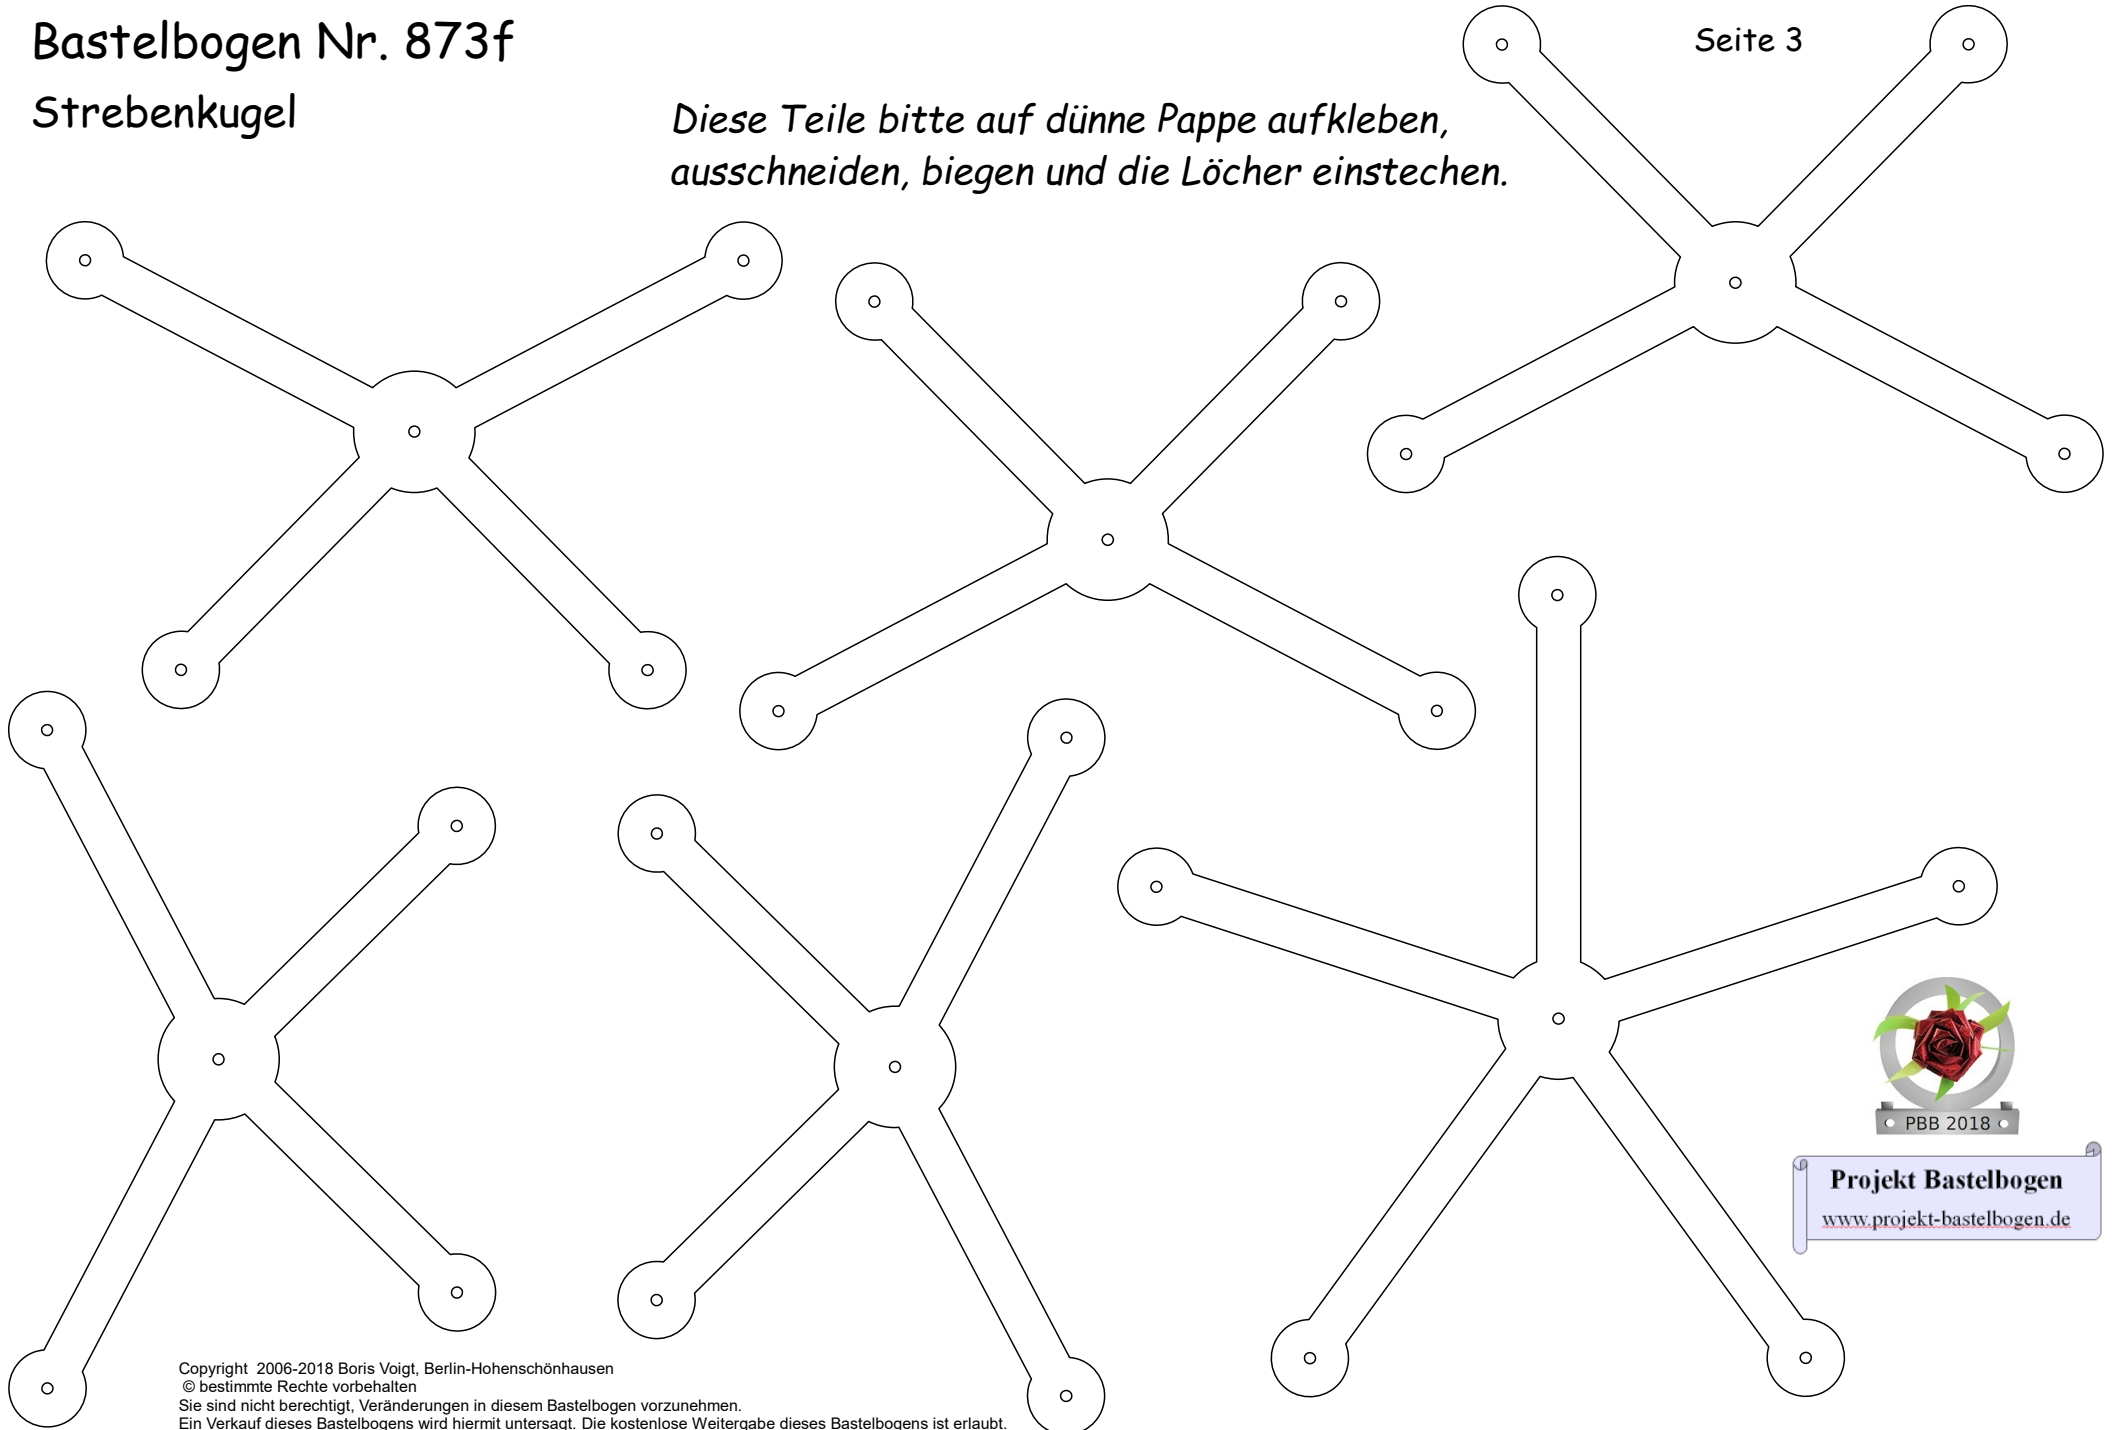 Bastelbogen Nr. 873f
Seite 3
Strebenkugel
Diese Teile bitte auf dünne Pappe aufkleben,
ausschneiden, biegen und die Löcher einstechen.
PBB 2018
Projekt Bastelbogen
www.projekt-bastelbogen.de
Copyright 2006-2018 Boris Voigt, Berlin-Hohenschönhausen
© bestimmte Rechte vorbehalten
Sie sind nicht berechtigt, Veränderungen in diesem Bastelbogen vorzunehmen.
Ein Verkauf dieses Bastelbogens wird hiermit untersagt. Die kostenlose Weitergabe dieses Bastelbogens ist erlaubt.